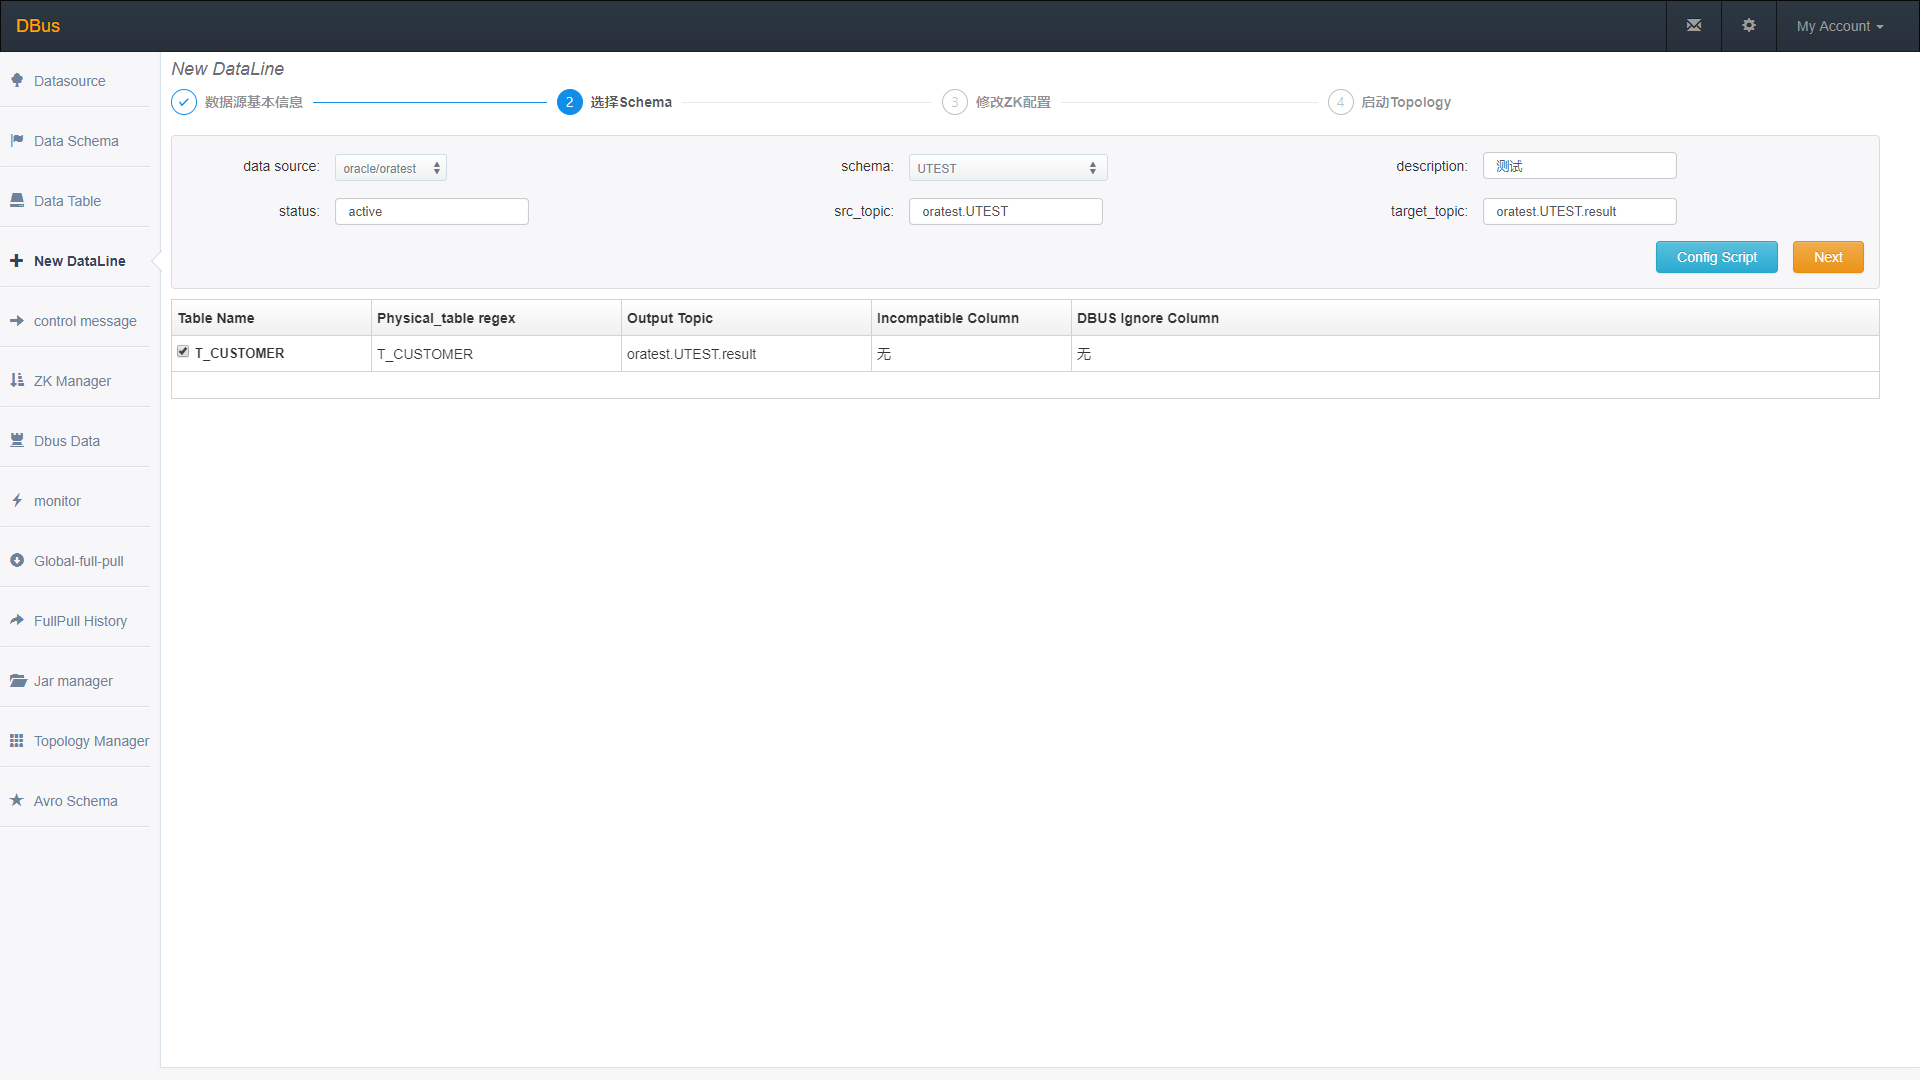 DBus
My Account
Datasource
Data Schema
Data Table
New DataLine
control message
ZK Manager
Dbus Data
monitor
Global-full-pull
FullPull History
Jar manager
Topology Manager
Avro Schema
New DataLine
数据源基本信息
2 选择Schema
3 修改ZK配置
4 启动Topology
data source: oracle/oratest
schema: UTEST
description: 测试
status: active
src_topic: oratest.UTEST
target_topic: oratest.UTEST.result
Config Script
Next
Table Name Physical_table regex Output Topic Incompatible Column DBUS Ignore Column
T_CUSTOMER T_CUSTOMER oratest.UTEST.result 无 无